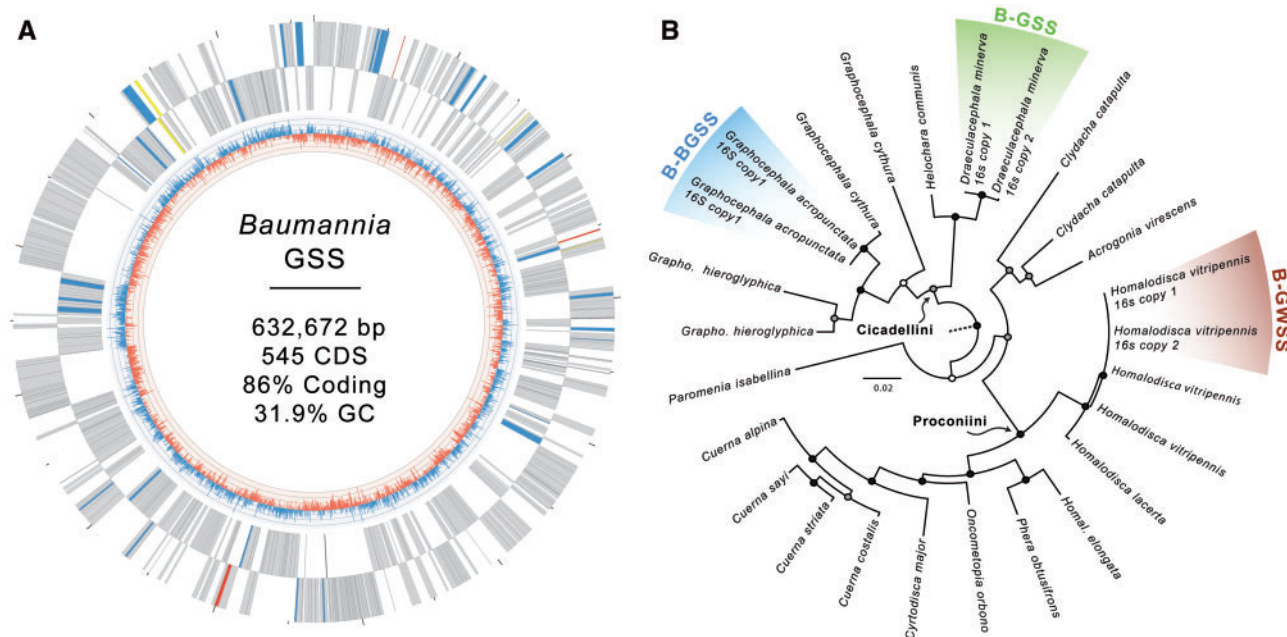 A
Baumannia
GSS
632,672 bp
545 CDS
86% Coding
31.9% GC
B
B-BGSS
B-GSS
B-GWSS
Paromenia isabellina
Grapho. hieroglyphica
Grapho. hieroglyphica
Graphocephala acropunctata
16S copy1
Graphocephala acropunctata
16S copy1
Graphocephala cythura
Graphocephala cythura
Helochara communis
Draeculacephala minerva
16s copy 1
Draeculacephala minerva
16s copy 2
Clydacha catapulta
Clydacha catapulta
Acrogonia virescens
Homalodisca vitripennis
16s copy 1
Homalodisca vitripennis
16s copy 2
Homalodisca vitripennis
Homalodisca vitripennis
Homalodisca lacerta
Homal. elongata
Phera obtusifrons
Oncometopia orbono
Cyrtodisca major
Cuerna costalis
Cuerna striata
Cuerna sayi
Cuerna alpina
Cicadellini
0.02
Proconiini